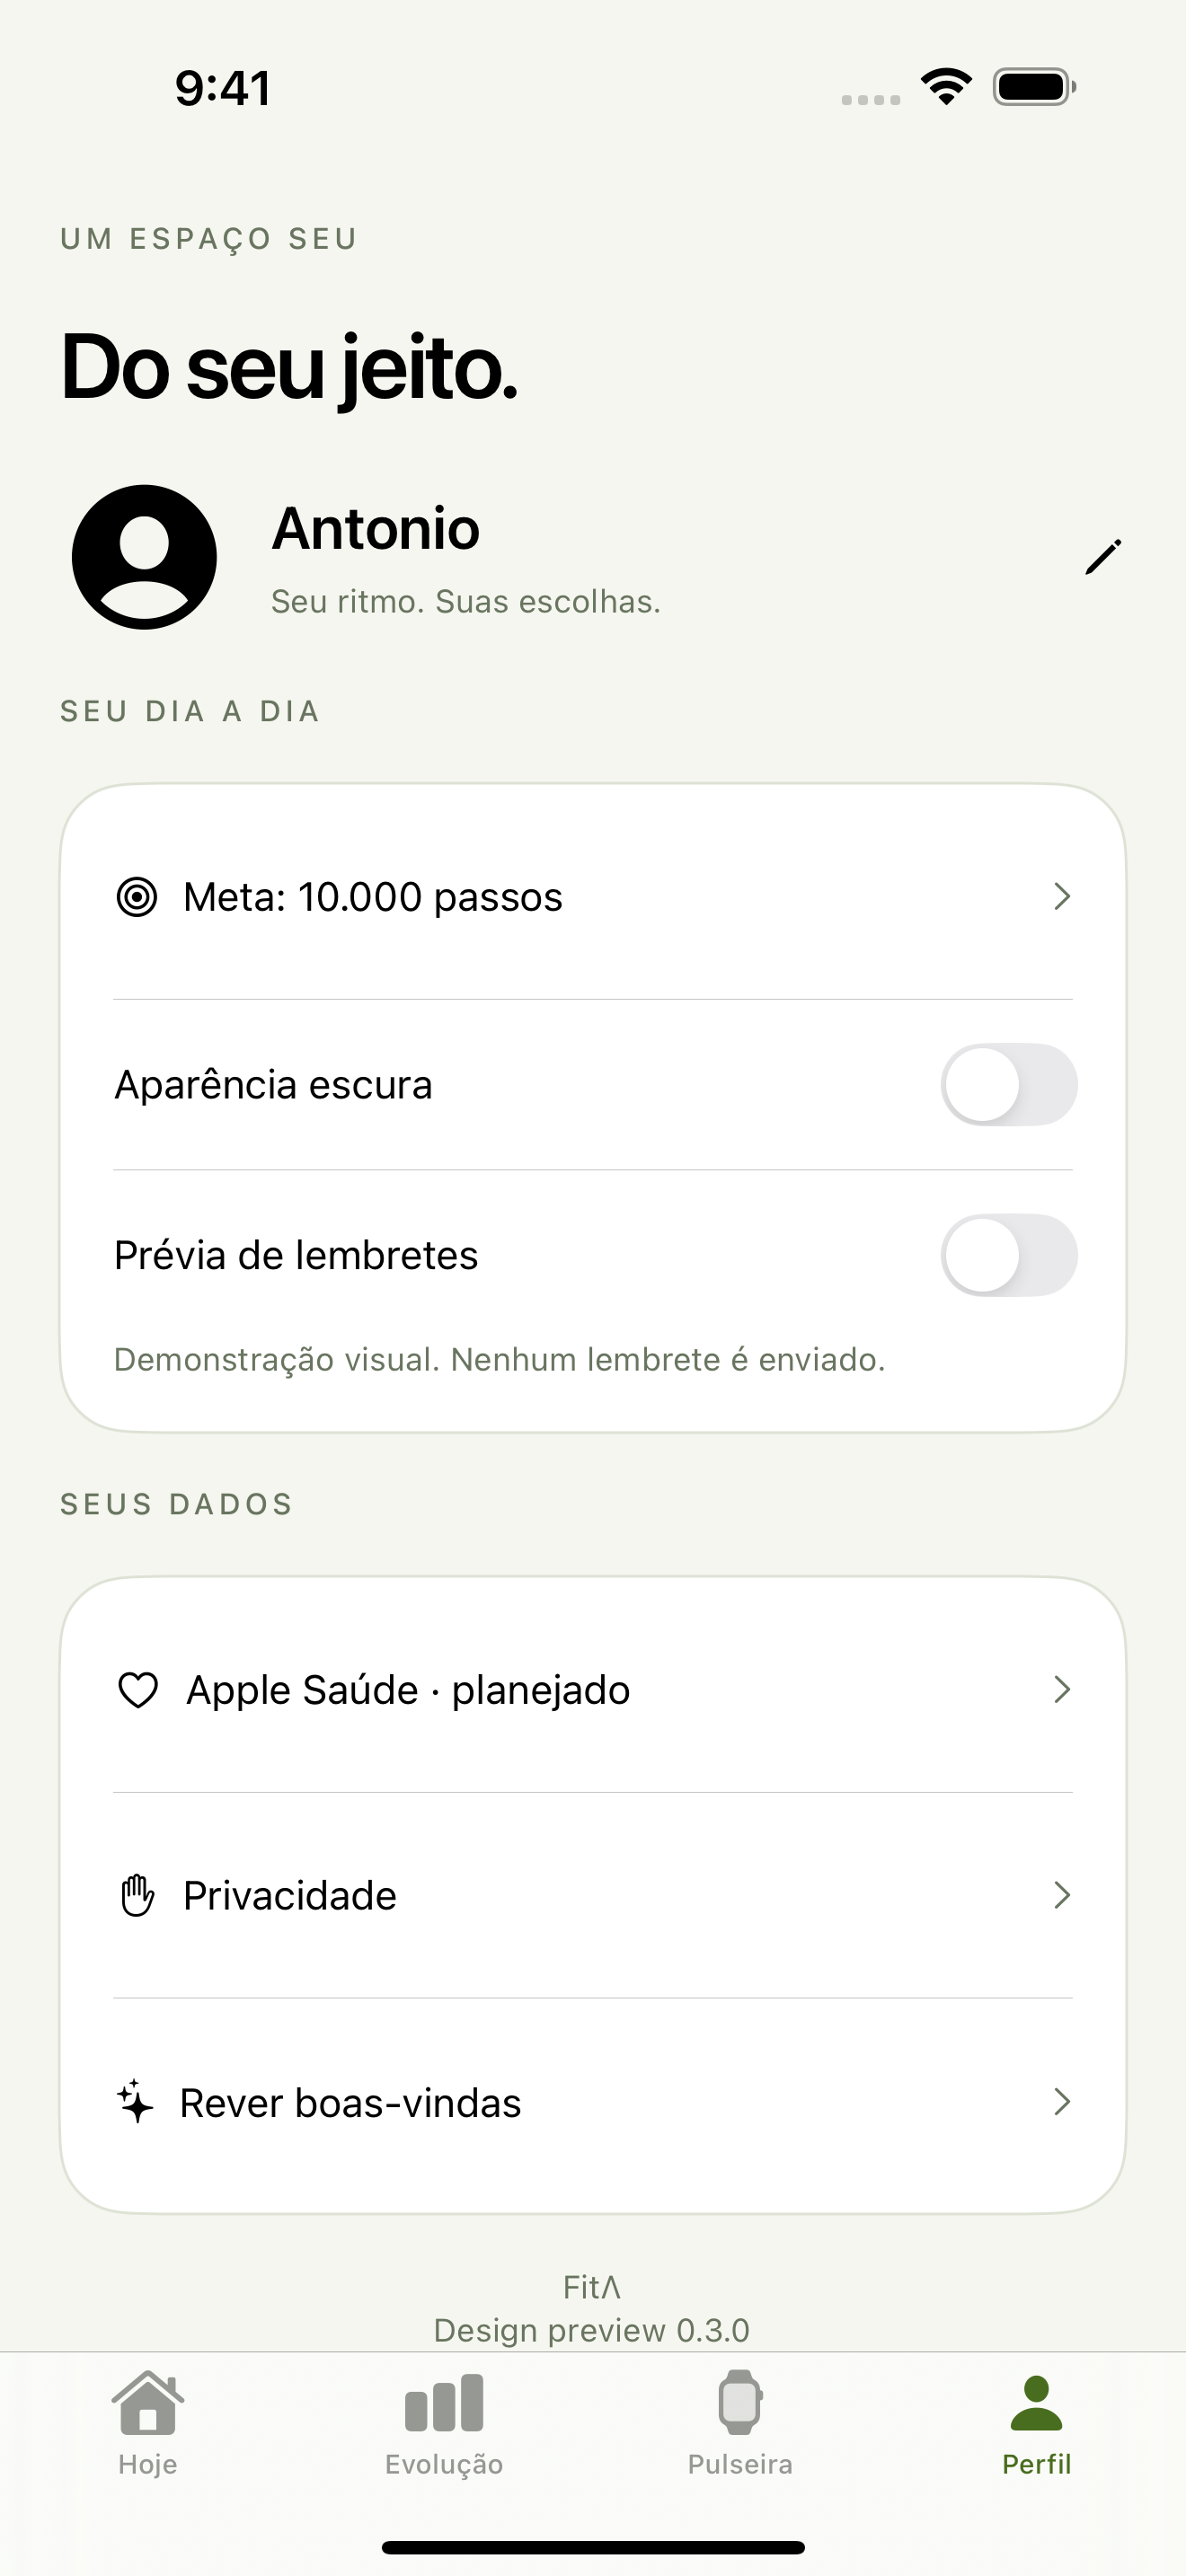 9:41
UM ESPAÇO SEU
Do seu jeito.
Antonio
Seu ritmo. Suas escolhas.
SEU DIA A DIA
Meta: 10.000 passos
Aparência escura
Prévia de lembretes
Demonstração visual. Nenhum lembrete é enviado.
SEUS DADOS
Apple Saúde · planejado
Privacidade
Rever boas-vindas
FitΛ
Design preview 0.3.0
Hoje
Evolução
Pulseira
Perfil